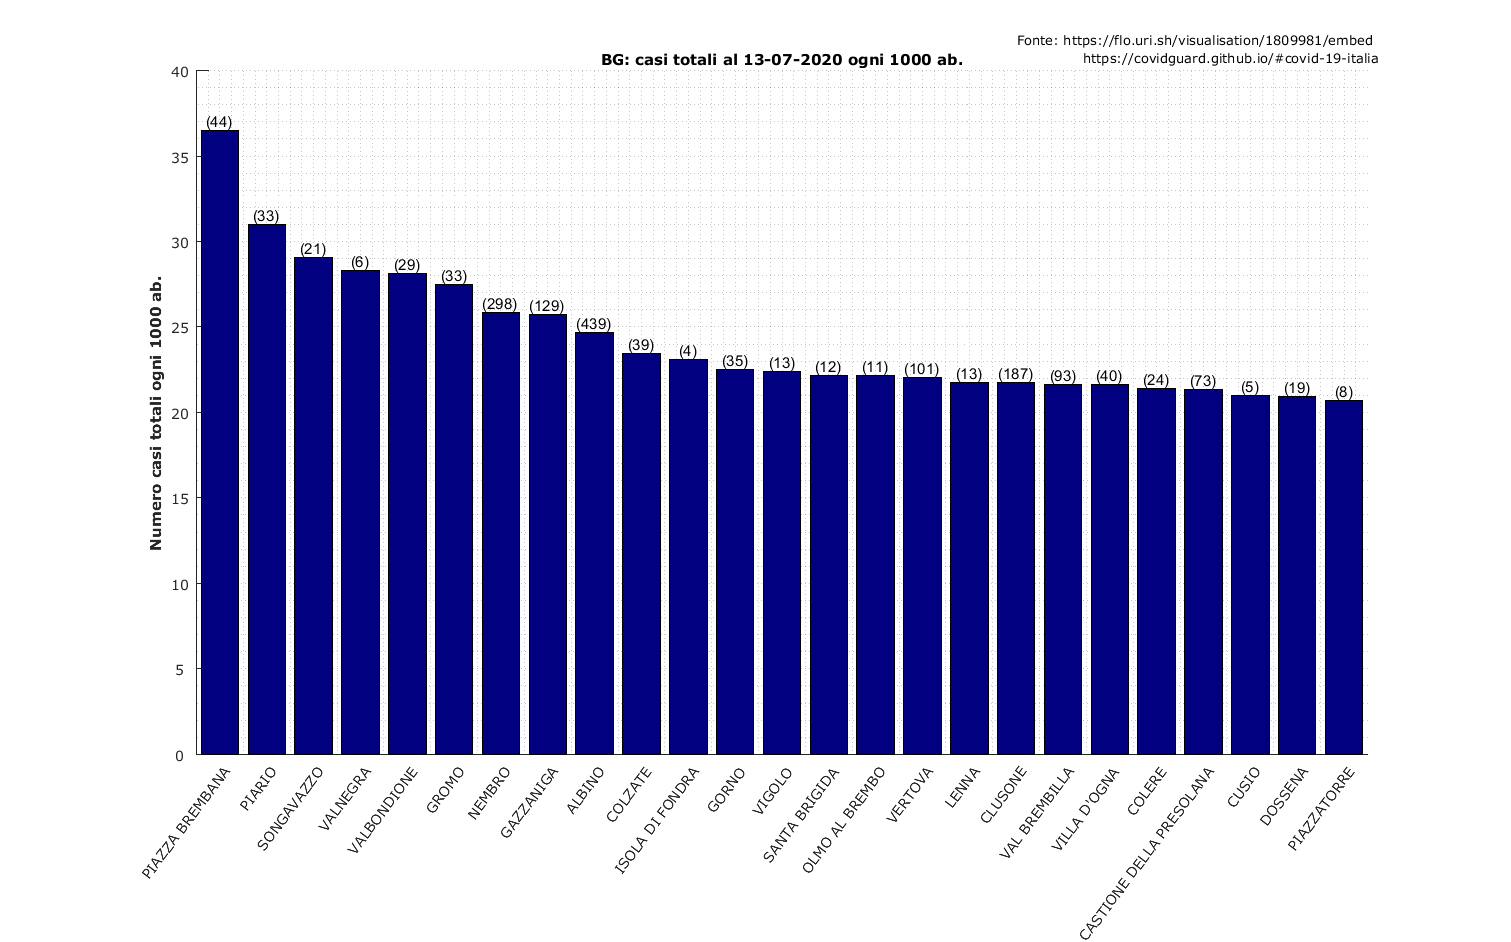 Fonte: https://flo.uri.sh/visualisation/1809981/embed
https://covidguard.github.io/#covid-19-italia
BG: casi totali al 13-07-2020 ogni 1000 ab.
Numero casi totali ogni 1000 ab.
40
35
30
25
20
15
10
5
0
(44)
(33)
(21)
(6)
(29)
(33)
(298)
(129)
(439)
(39)
(4)
(35)
(13)
(12)
(11)
(101)
(13)
(187)
(93)
(40)
(24)
(73)
(5)
(19)
(8)
PIAZZA BREMBANA
PIARIO
SONGAVAZZO
VALNEGRA
VALBONDIONE
GROMO
NEMBRO
GAZZANIGA
ALBINO
COLZATE
ISOLA DI FONDRA
GORNO
VIGOLO
SANTA BRIGIDA
OLMO AL BREMBO
VERTOVA
LENNA
CLUSONE
VAL BREMBILLA
VILLA D'OGNA
COLERE
CASTIONE DELLA PRESOLANA
CUSIO
DOSSENA
PIAZZATORRE